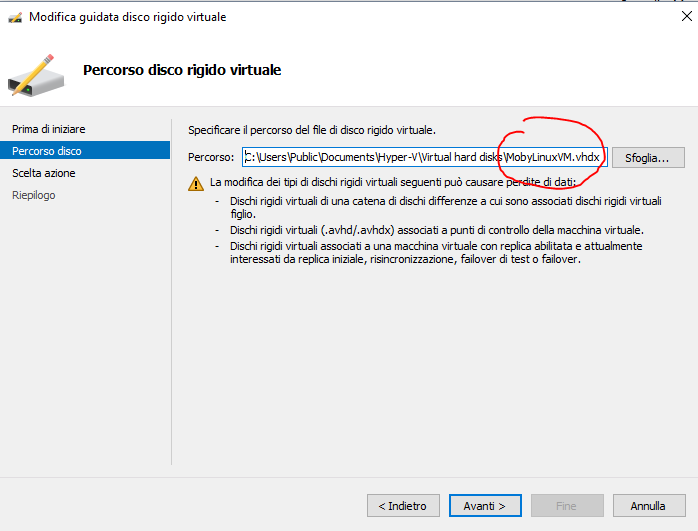 Modifica guidata disco rigido virtuale
Percorso disco rigido virtuale
Prima di iniziare
Percorso disco
Scelta azione
Riepilogo
Specificare il percorso del file di disco rigido virtuale.
Percorso: C:\Users\Public\Documents\Hyper-V\Virtual hard disks\MobyLinuxVM.vhdx Sfoglia...
La modifica dei tipi di dischi rigidi virtuali seguenti può causare perdite di dati:
- Dischi rigidi virtuali di una catena di dischi differenze a cui sono associati dischi rigidi virtuali
figlio.
- Dischi rigidi virtuali (.avhd/.avhdx) associati a punti di controllo della macchina virtuale.
- Dischi rigidi virtuali associati a una macchina virtuale con replica abilitata e attualmente
interessati da replica iniziale, risincronizzazione, failover di test o failover.
< Indietro Avanti > Fine Annulla